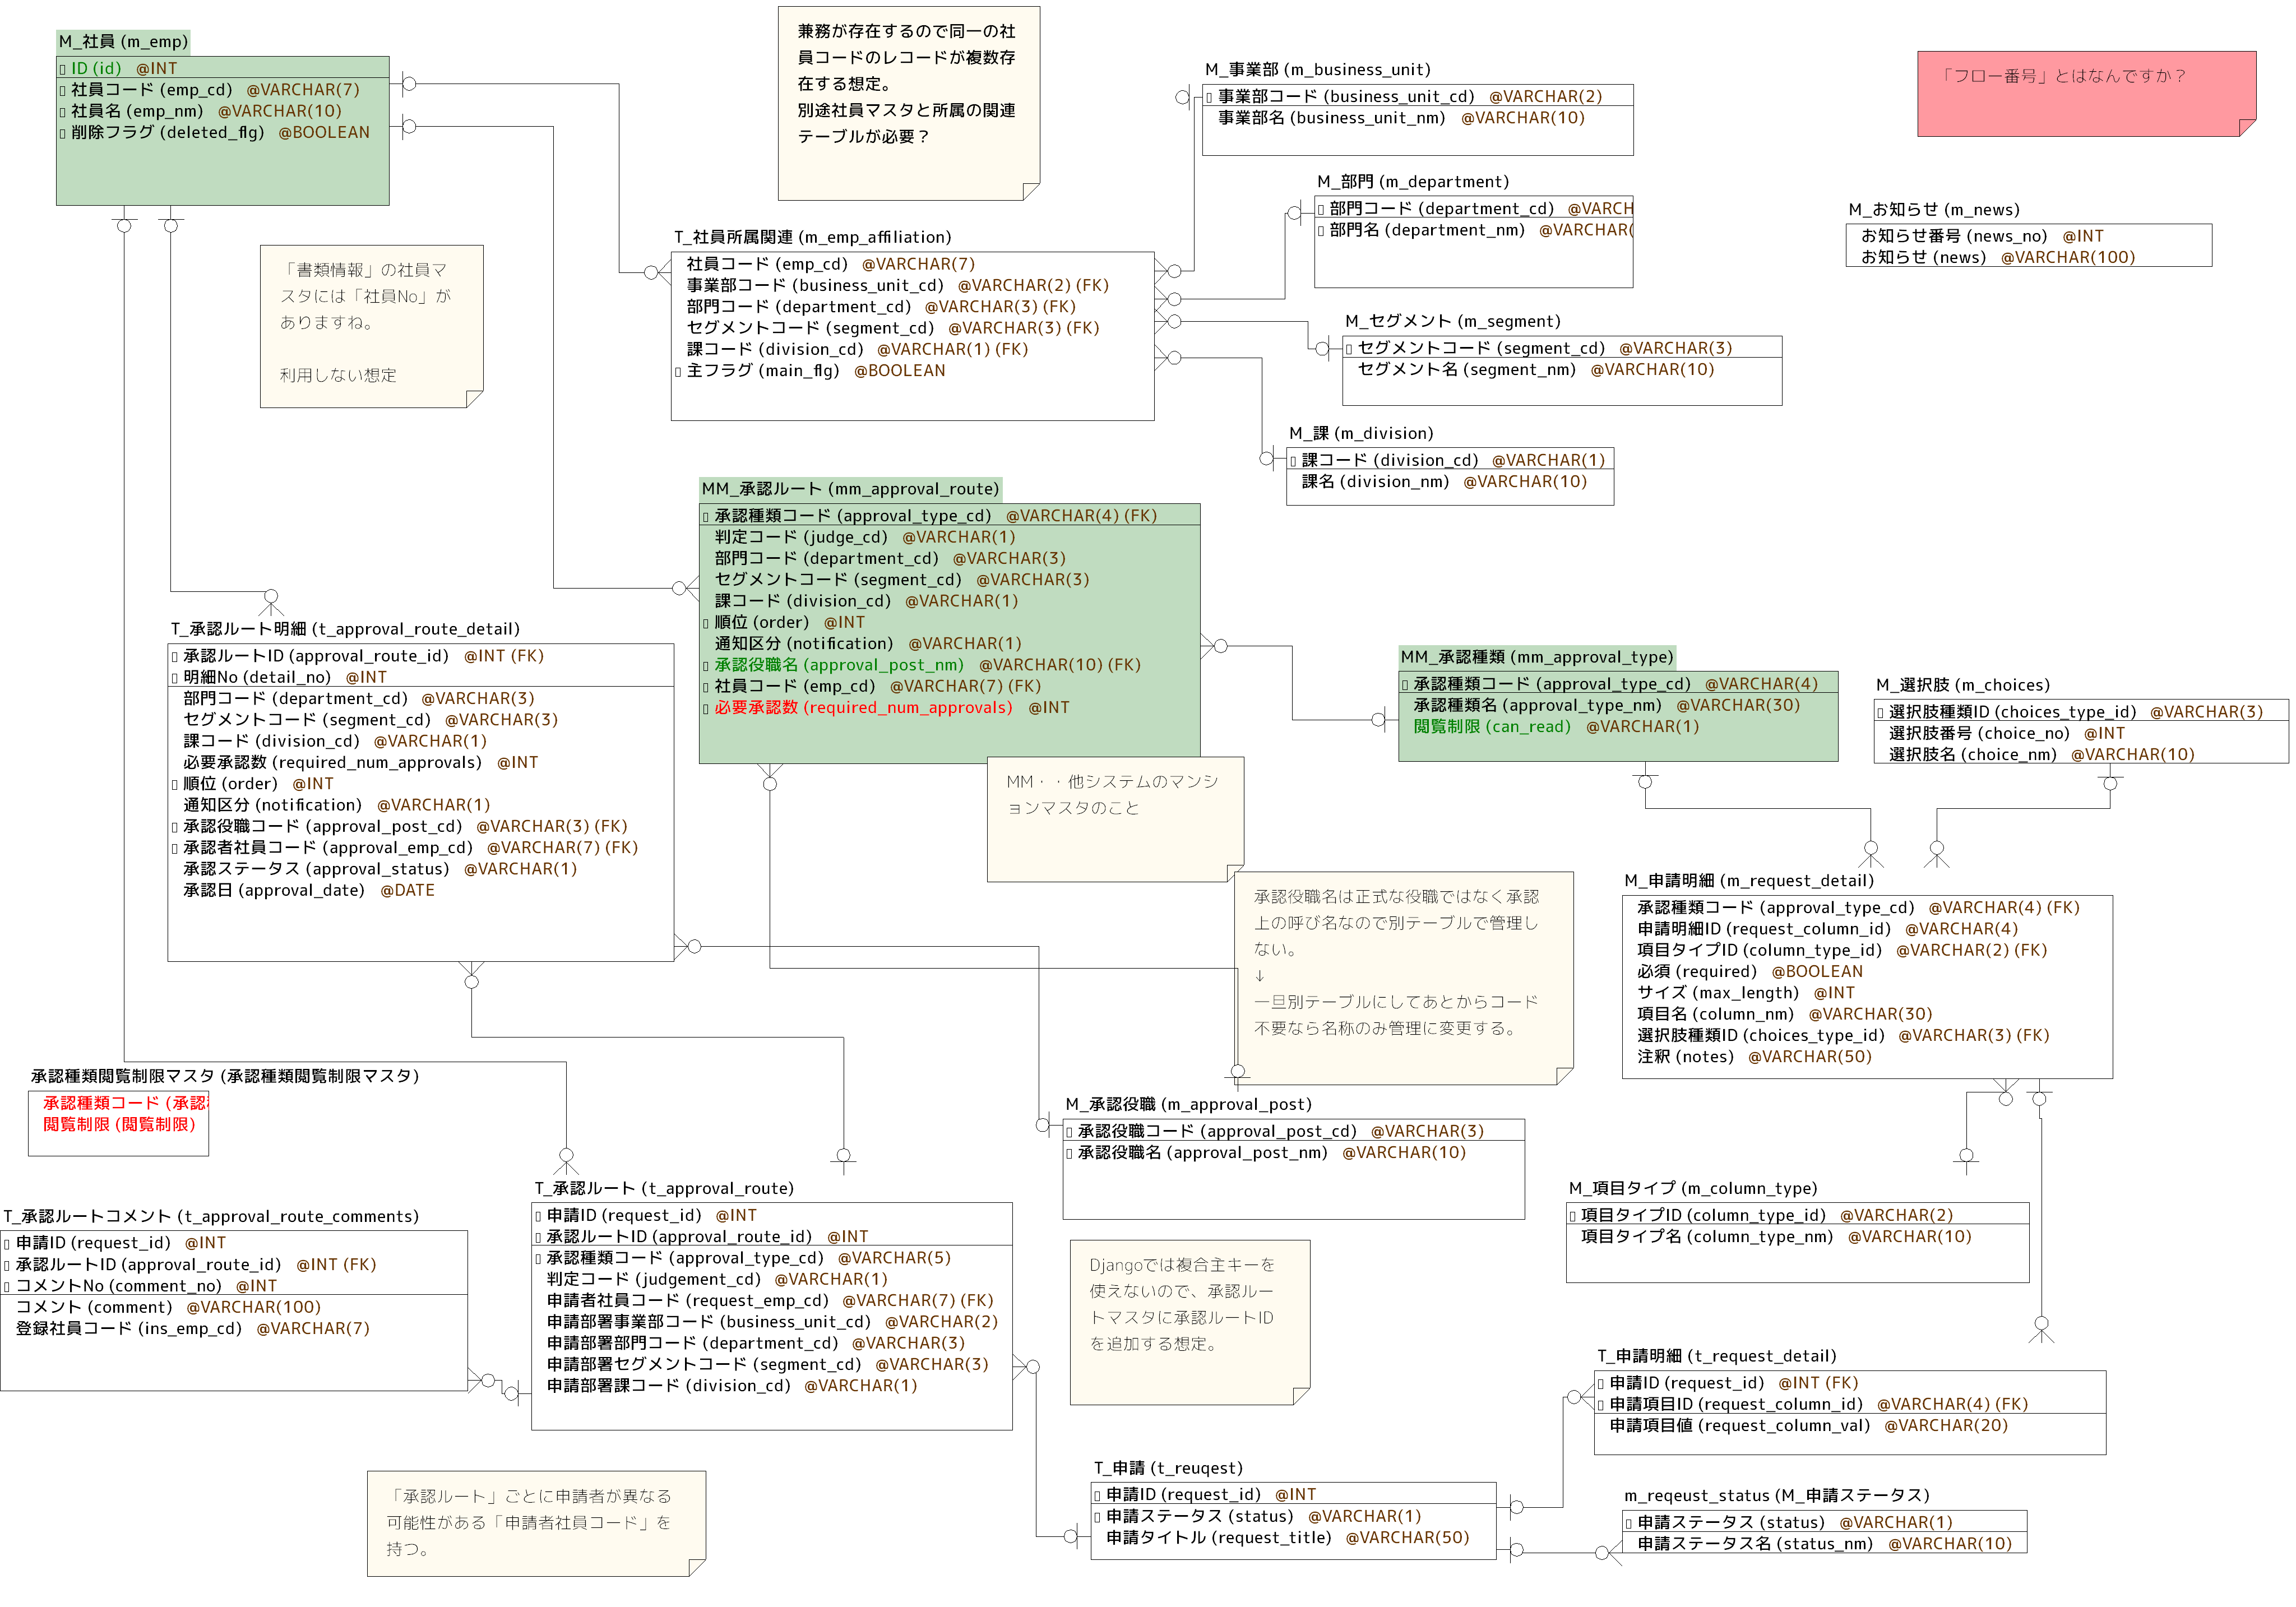 M_社員 (m_emp)
ID (id) @INT
社員コード (emp_cd) @VARCHAR(7)
社員名 (emp_nm) @VARCHAR(10)
削除フラグ (deleted_flg) @BOOLEAN
兼務が存在するので同一の社
員コードのレコードが複数存
在する想定。
別途社員マスタと所属の関連
テーブルが必要？
M_事業部 (m_business_unit)
事業部コード (business_unit_cd) @VARCHAR(2)
事業部名 (business_unit_nm) @VARCHAR(10)
「フロー番号」とはなんですか？
M_部門 (m_department)
部門コード (department_cd) @VARCH
部門名 (department_nm) @VARCHAR(
M_お知らせ (m_news)
お知らせ番号 (news_no) @INT
お知らせ (news) @VARCHAR(100)
「書類情報」の社員マ
スタには「社員No」が
ありますね。
利用しない想定
T_社員所属関連 (m_emp_affiliation)
社員コード (emp_cd) @VARCHAR(7)
事業部コード (business_unit_cd) @VARCHAR(2) (FK)
部門コード (department_cd) @VARCHAR(3) (FK)
セグメントコード (segment_cd) @VARCHAR(3) (FK)
課コード (division_cd) @VARCHAR(1) (FK)
主フラグ (main_flg) @BOOLEAN
M_セグメント (m_segment)
セグメントコード (segment_cd) @VARCHAR(3)
セグメント名 (segment_nm) @VARCHAR(10)
M_課 (m_division)
課コード (division_cd) @VARCHAR(1)
課名 (division_nm) @VARCHAR(10)
MM_承認ルート (mm_approval_route)
承認種類コード (approval_type_cd) @VARCHAR(4) (FK)
判定コード (judge_cd) @VARCHAR(1)
部門コード (department_cd) @VARCHAR(3)
セグメントコード (segment_cd) @VARCHAR(3)
課コード (division_cd) @VARCHAR(1)
順位 (order) @INT
通知区分 (notification) @VARCHAR(1)
承認役職名 (approval_post_nm) @VARCHAR(10) (FK)
社員コード (emp_cd) @VARCHAR(7) (FK)
必要承認数 (required_num_approvals) @INT
T_承認ルート明細 (t_approval_route_detail)
承認ルートID (approval_route_id) @INT (FK)
明細No (detail_no) @INT
部門コード (department_cd) @VARCHAR(3)
セグメントコード (segment_cd) @VARCHAR(3)
課コード (division_cd) @VARCHAR(1)
必要承認数 (required_num_approvals) @INT
順位 (order) @INT
通知区分 (notification) @VARCHAR(1)
承認役職コード (approval_post_cd) @VARCHAR(3) (FK)
承認者社員コード (approval_emp_cd) @VARCHAR(7) (FK)
承認ステータス (approval_status) @VARCHAR(1)
承認日 (approval_date) @DATE
MM_承認種類 (mm_approval_type)
承認種類コード (approval_type_cd) @VARCHAR(4)
承認種類名 (approval_type_nm) @VARCHAR(30)
閲覧制限 (can_read) @VARCHAR(1)
M_選択肢 (m_choices)
選択肢種類ID (choices_type_id) @VARCHAR(3)
選択肢番号 (choice_no) @INT
選択肢名 (choice_nm) @VARCHAR(10)
MM・・他システムのマンシ
ョンマスタのこと
承認役職名は正式な役職ではなく承認
上の呼び名なので別テーブルで管理し
ない。
↓
一旦別テーブルにしてあとからコード
不要なら名称のみ管理に変更する。
M_申請明細 (m_request_detail)
承認種類コード (approval_type_cd) @VARCHAR(4) (FK)
申請明細ID (request_column_id) @VARCHAR(4)
項目タイプID (column_type_id) @VARCHAR(2) (FK)
必須 (required) @BOOLEAN
サイズ (max_length) @INT
項目名 (column_nm) @VARCHAR(30)
選択肢種類ID (choices_type_id) @VARCHAR(3) (FK)
注釈 (notes) @VARCHAR(50)
承認種類閲覧制限マスタ (承認種類閲覧制限マスタ)
承認種類コード (承認種
閲覧制限 (閲覧制限)
M_承認役職 (m_approval_post)
承認役職コード (approval_post_cd) @VARCHAR(3)
承認役職名 (approval_post_nm) @VARCHAR(10)
T_承認ルート (t_approval_route)
申請ID (request_id) @INT
承認ルートID (approval_route_id) @INT
承認種類コード (approval_type_cd) @VARCHAR(5)
判定コード (judgement_cd) @VARCHAR(1)
申請者社員コード (request_emp_cd) @VARCHAR(7) (FK)
申請部署事業部コード (business_unit_cd) @VARCHAR(2)
申請部署部門コード (department_cd) @VARCHAR(3)
申請部署セグメントコード (segment_cd) @VARCHAR(3)
申請部署課コード (division_cd) @VARCHAR(1)
T_承認ルートコメント (t_approval_route_comments)
申請ID (request_id) @INT
承認ルートID (approval_route_id) @INT (FK)
コメントNo (comment_no) @INT
コメント (comment) @VARCHAR(100)
登録社員コード (ins_emp_cd) @VARCHAR(7)
M_項目タイプ (m_column_type)
項目タイプID (column_type_id) @VARCHAR(2)
項目タイプ名 (column_type_nm) @VARCHAR(10)
Djangoでは複合主キーを
使えないので、承認ルー
トマスタに承認ルートID
を追加する想定。
T_申請明細 (t_request_detail)
申請ID (request_id) @INT (FK)
申請項目ID (request_column_id) @VARCHAR(4) (FK)
申請項目値 (request_column_val) @VARCHAR(20)
「承認ルート」ごとに申請者が異なる
可能性がある「申請者社員コード」を
持つ。
T_申請 (t_reuqest)
申請ID (request_id) @INT
申請ステータス (status) @VARCHAR(1)
申請タイトル (request_title) @VARCHAR(50)
m_reqeust_status (M_申請ステータス)
申請ステータス (status) @VARCHAR(1)
申請ステータス名 (status_nm) @VARCHAR(10)